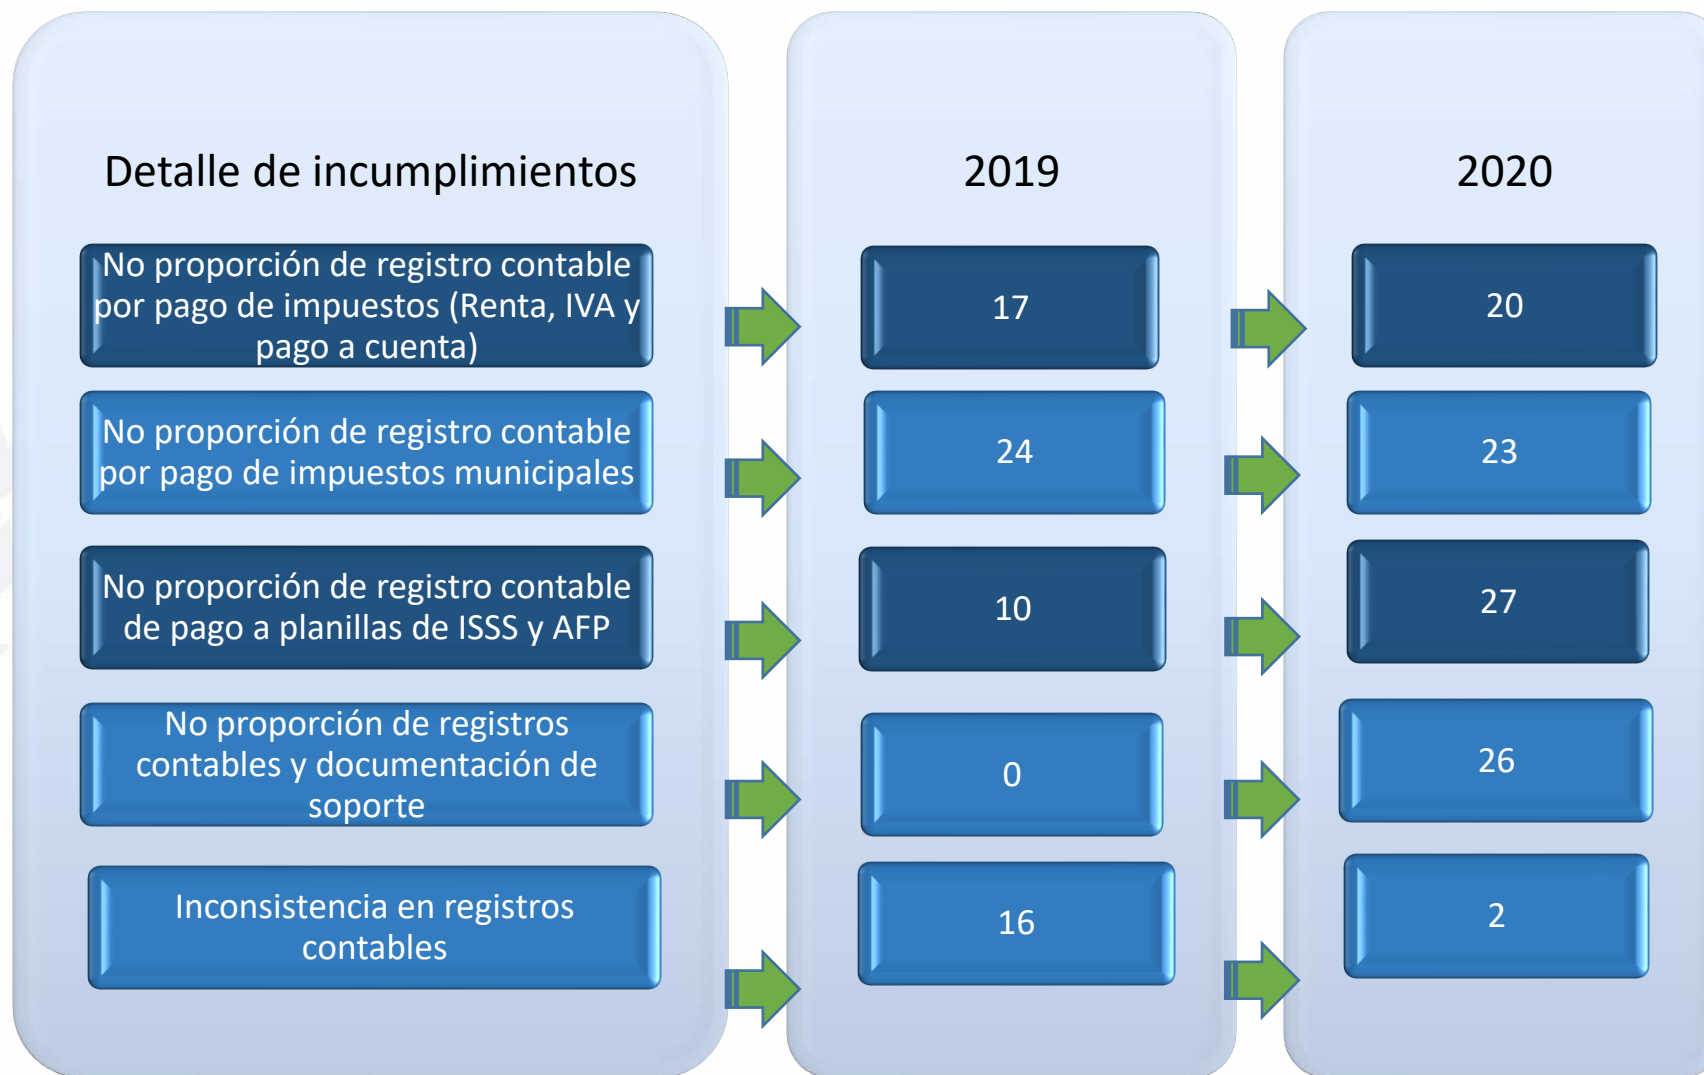 Detalle de incumplimientos
2019
2020
No proporción de registro contable
por pago de impuestos (Renta, IVA y
pago a cuenta)
17
20
No proporción de registro contable
por pago de impuestos municipales
24
23
No proporción de registro contable
de pago a planillas de ISSS y AFP
10
27
No proporción de registros
contables y documentación de
soporte
0
26
Inconsistencia en registros
contables
16
2